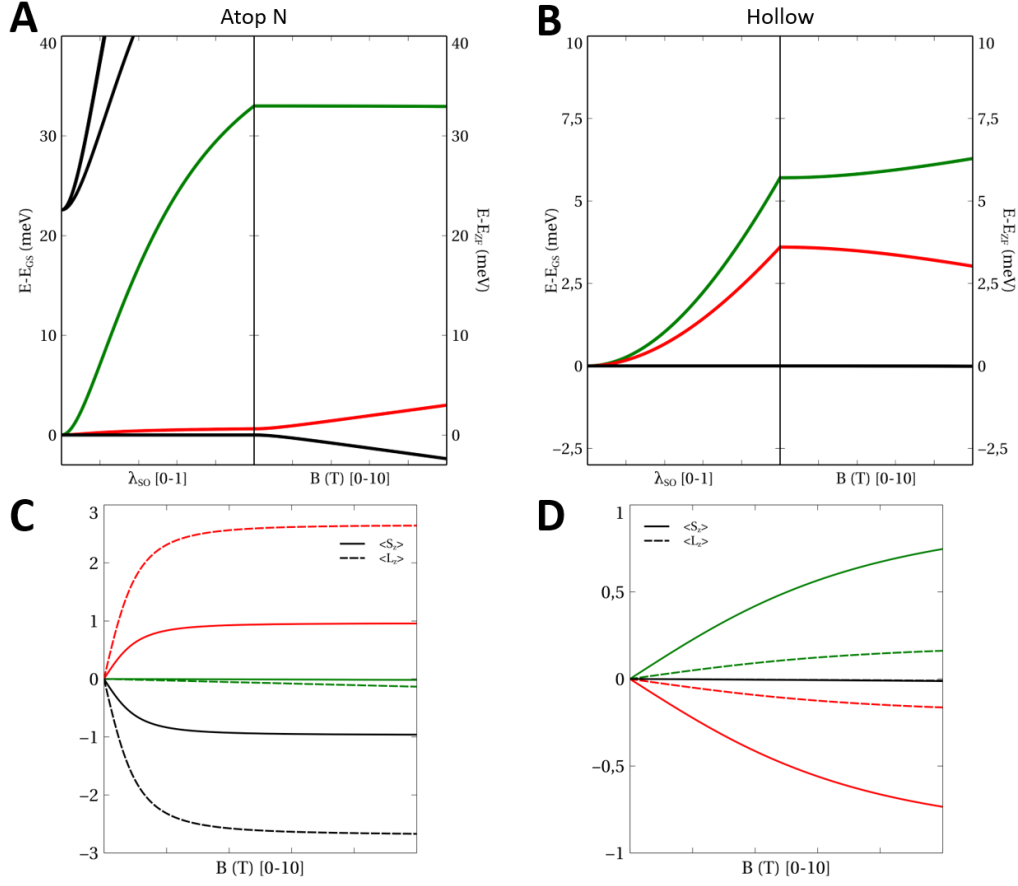 A
Atop N
B
Hollow
40
30
20
10
0
E-E_GS (meV)
40
30
20
10
0
E-E_ZF (meV)
λ_SO [0-1]
B (T) [0-10]
10
7,5
5
2,5
0
−2,5
E-E_GS (meV)
10
7,5
5
2,5
0
−2,5
E-E_ZF (meV)
λ_SO [0-1]
B (T) [0-10]
C
3
2
1
0
−1
−2
−3
<S_z>
<L_z>
B (T) [0-10]
D
1
0,5
0
−0,5
−1
<S_z>
<L_z>
B (T) [0-10]